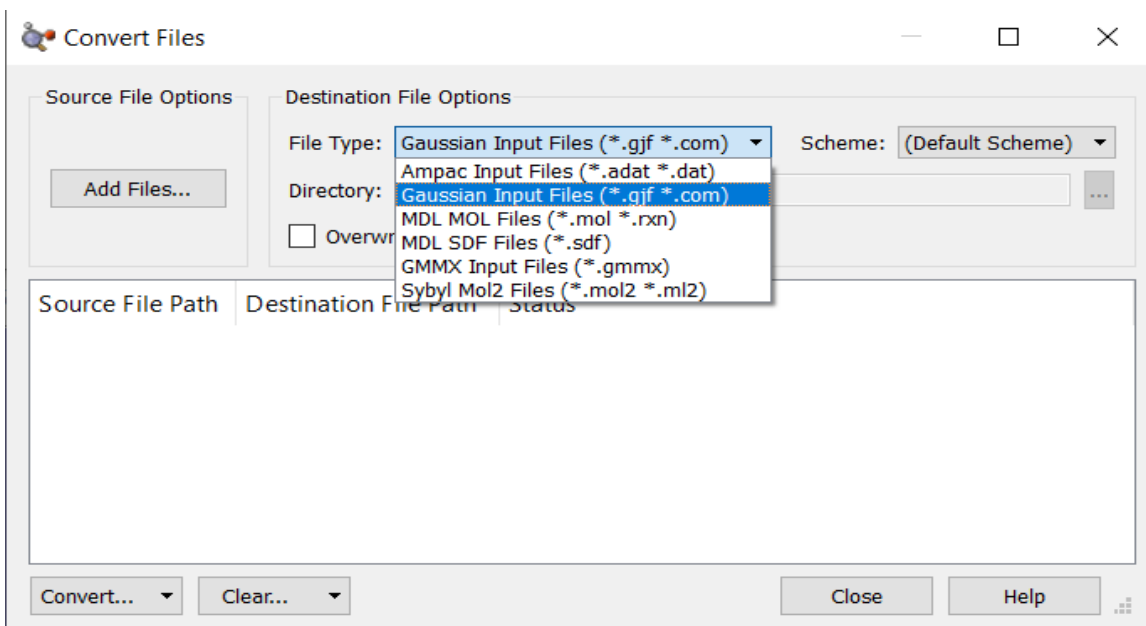 Convert Files
Source File Options
Destination File Options
File Type: Gaussian Input Files (*.gjf *.com)
Scheme: (Default Scheme)
Add Files...
Directory:
...
Overwr
Ampac Input Files (*.adat *.dat)
Gaussian Input Files (*.gjf *.com)
MDL MOL Files (*.mol *.rxn)
MDL SDF Files (*.sdf)
GMMX Input Files (*.gmmx)
Sybyl Mol2 Files (*.mol2 *.ml2)
Source File Path Destination File Path Status
Convert... Clear... Close Help